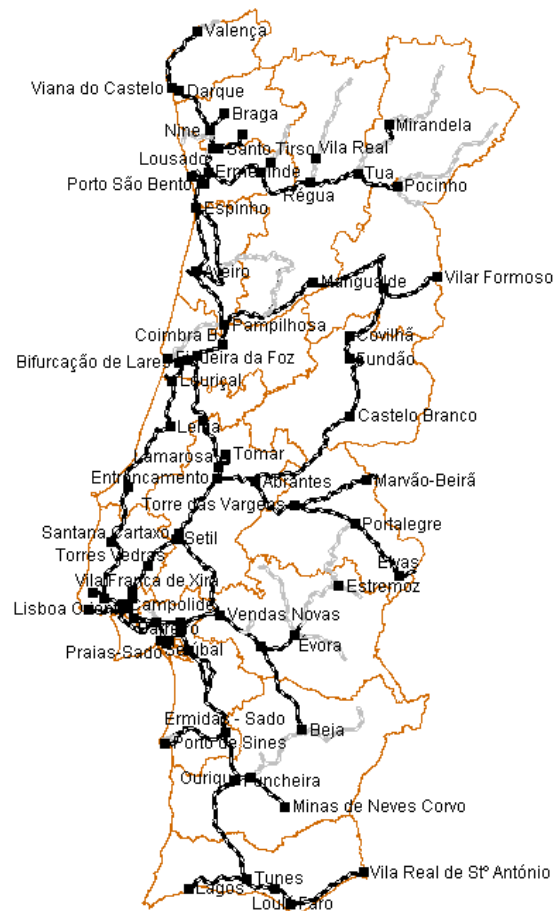 Valença
Viana do Castelo
Darque
Braga
Nine
Mirandela
Santo Tirso
Vila Real
Lousado
Ermesinde
Tua
Porto São Bento
Régua
Pocinho
Espinho
Aveiro
Mangualde
Vilar Formoso
Pampilhosa
Coimbra B
Covilhã
Bifurcação de Lares
Figueira da Foz
Fundão
Louriçal
Castelo Branco
Leiria
Lamarosa
Tomar
Entroncamento
Abrantes
Marvão-Beirã
Torre das Vargens
Portalegre
Santana Cartaxo
Setil
Torres Vedras
Elvas
Vila Franca de Xira
Estremoz
Lisboa Oriente
Campolide
Vendas Novas
Barreiro
Praias-Sado
Setúbal
Évora
Ermidas - Sado
Beja
Porto de Sines
Ourique
Funcheira
Minas de Neves Corvo
Tunes
Vila Real de Stº António
Lagos
Loulé
Faro